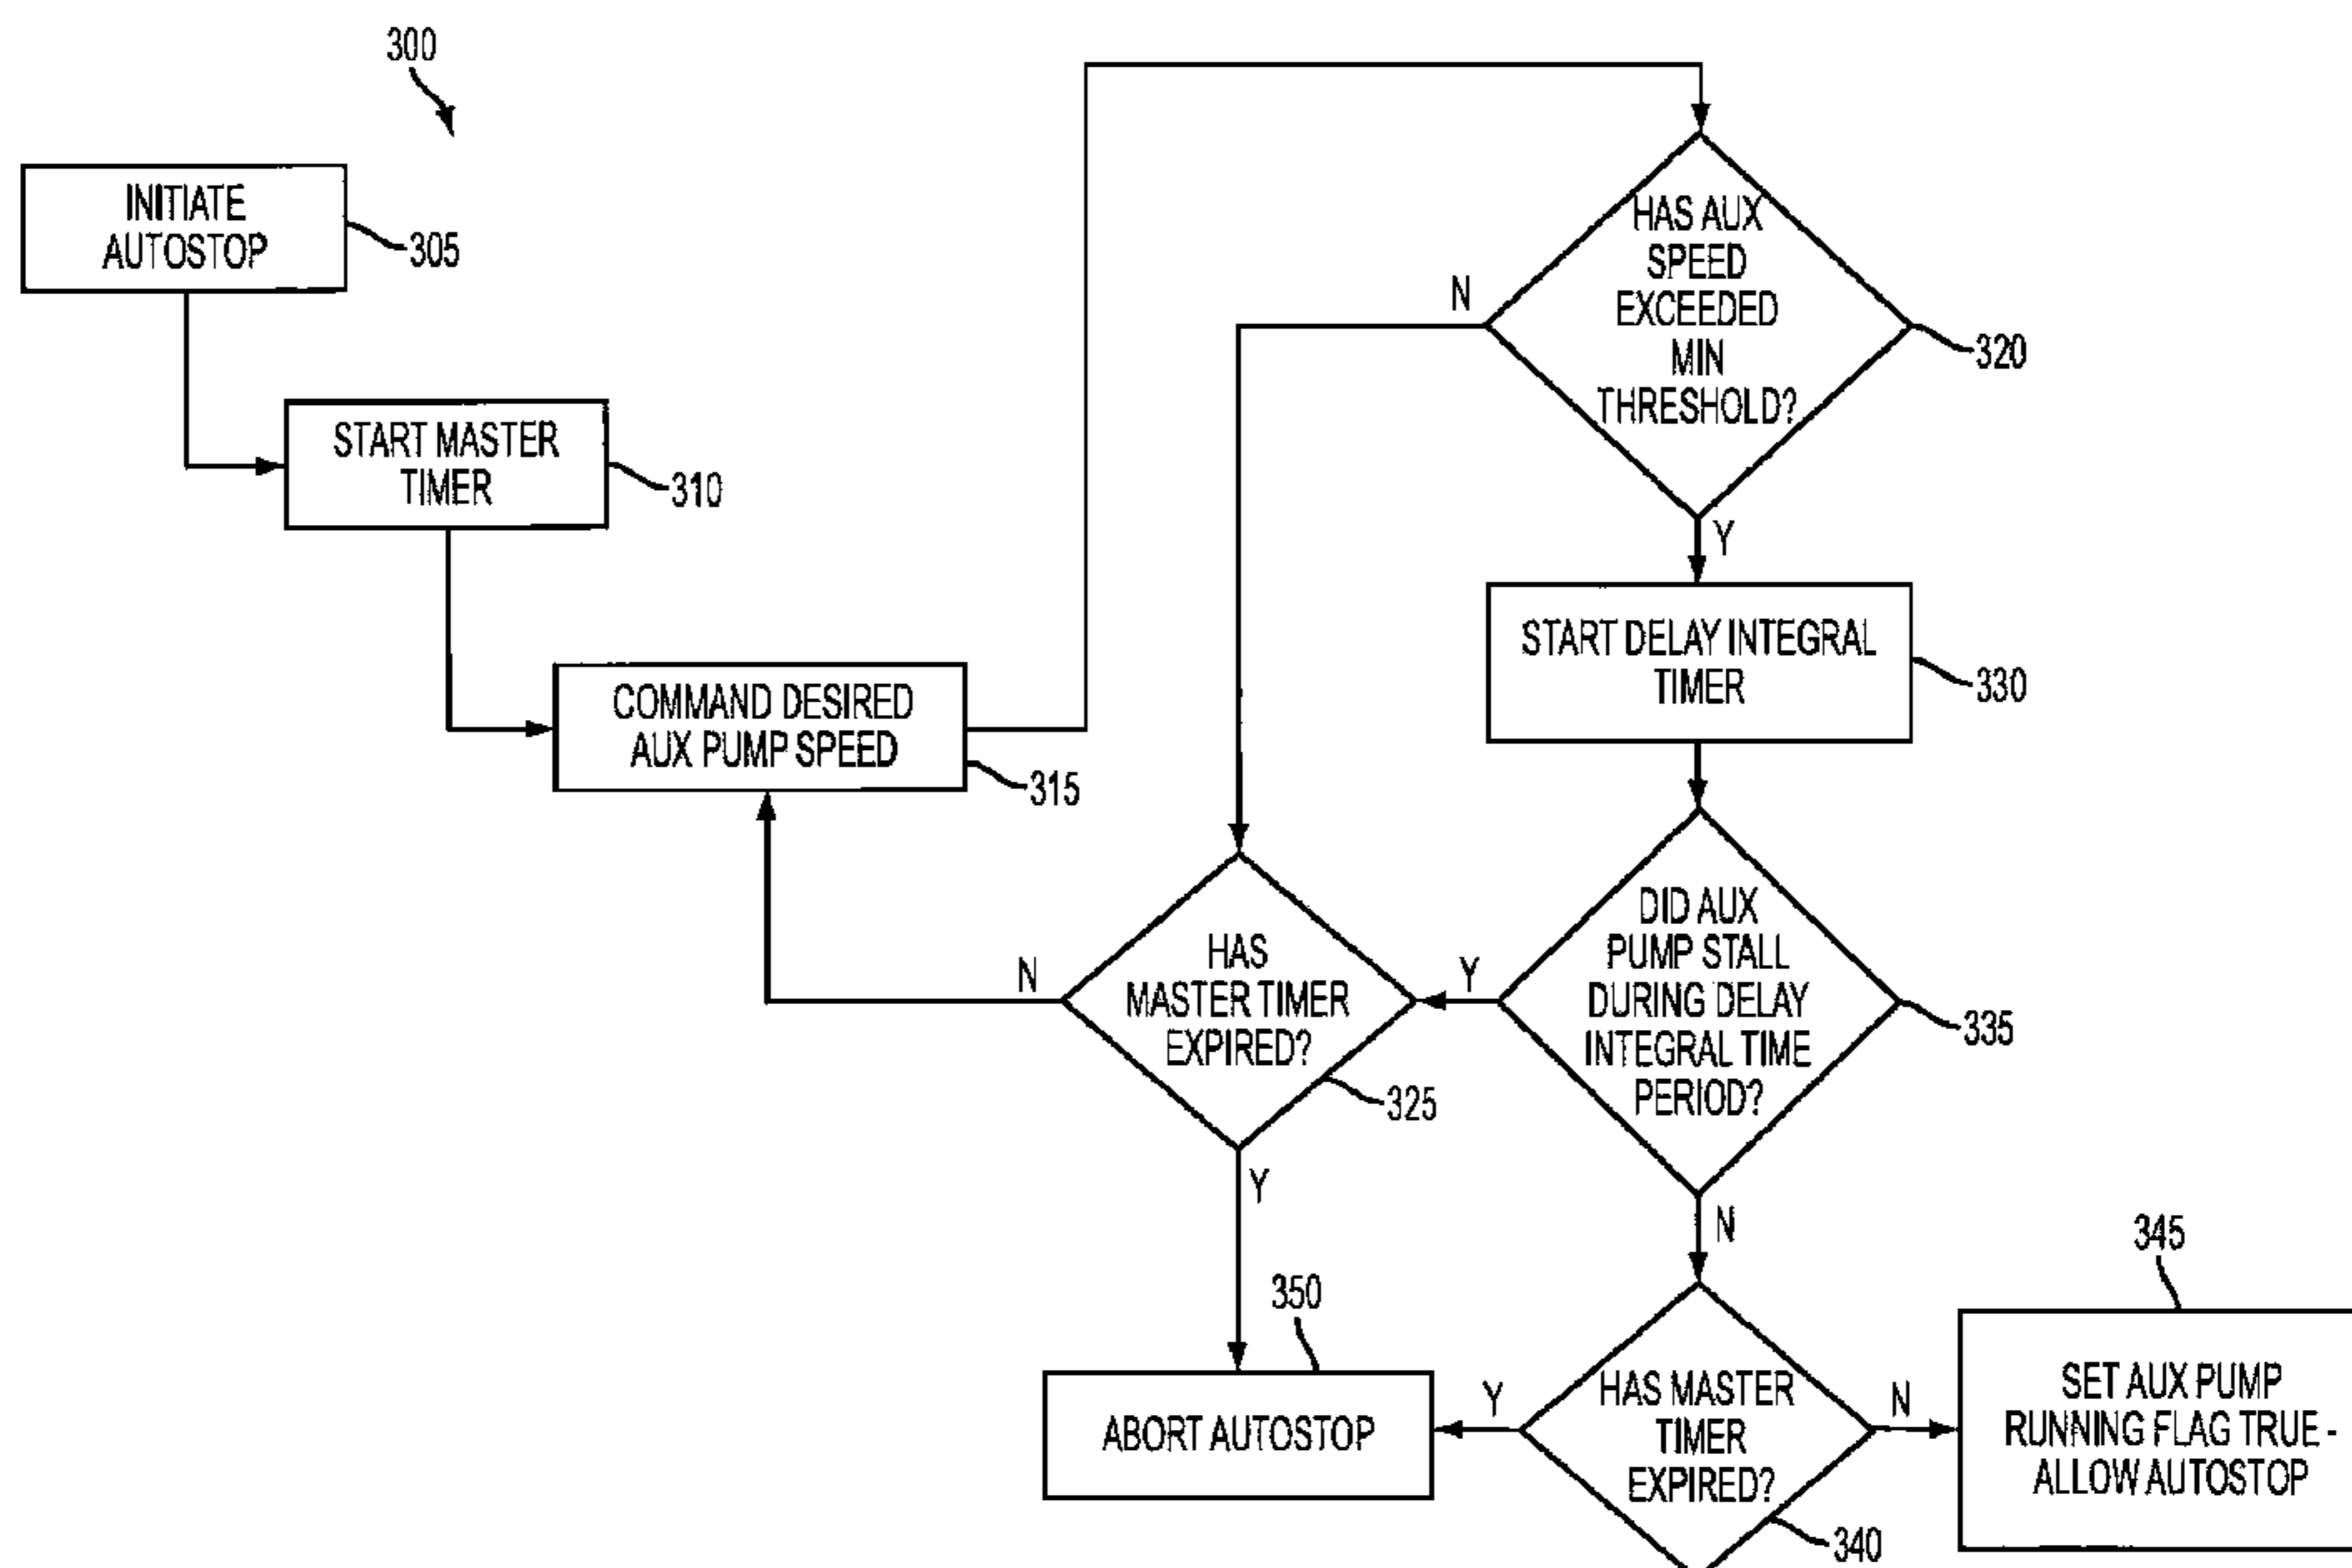 300
INITIATE
AUTOSTOP
305
START MASTER
TIMER
310
COMMAND DESIRED
AUX PUMP SPEED
315
HAS AUX
SPEED
EXCEEDED
MIN
THRESHOLD?
320
N
Y
START DELAY INTEGRAL
TIMER
330
DID AUX
PUMP STALL
DURING DELAY
INTEGRAL TIME
PERIOD?
335
Y
N
HAS
MASTER TIMER
EXPIRED?
325
N
Y
HAS MASTER
TIMER
EXPIRED?
340
Y
N
350
ABORT AUTOSTOP
345
SET AUX PUMP
RUNNING FLAG TRUE -
ALLOW AUTOSTOP